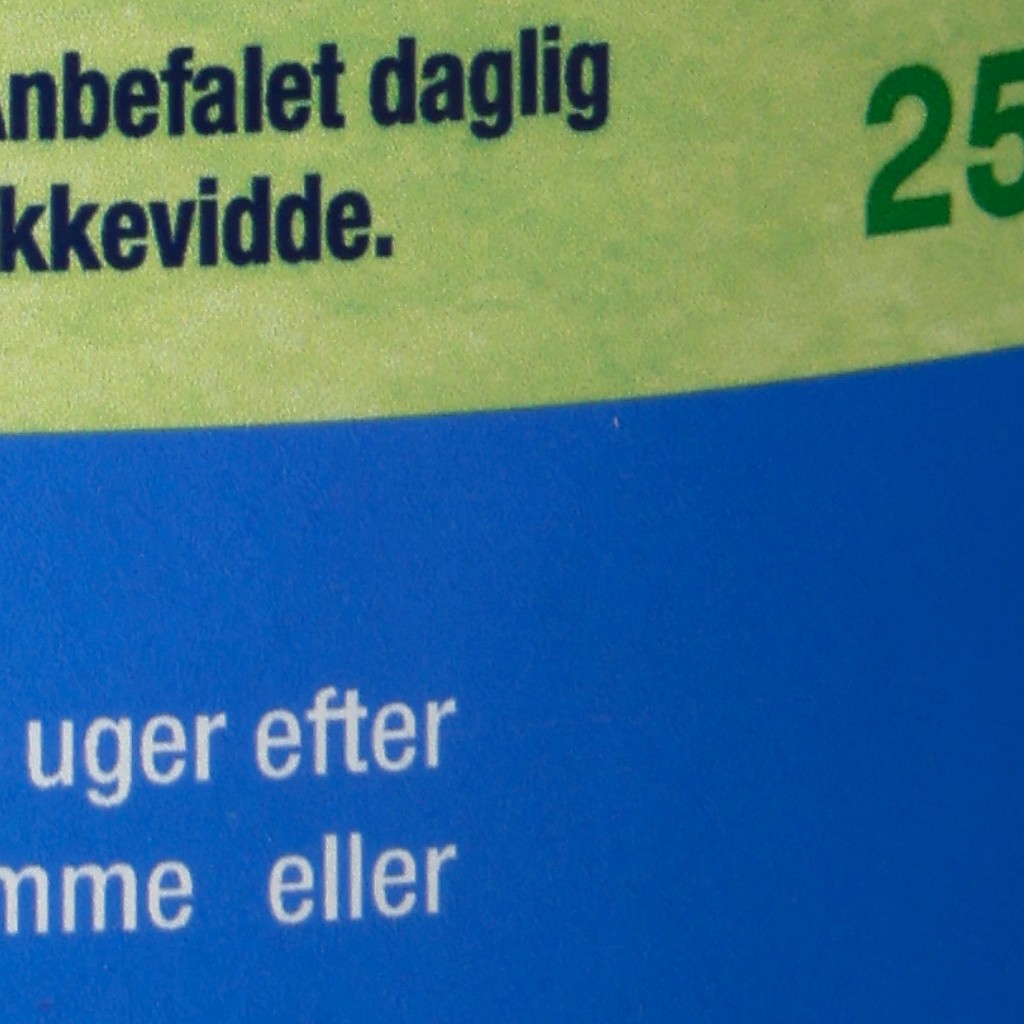 Anbefalet daglig
kkevidde.
25
uger efter
mme eller